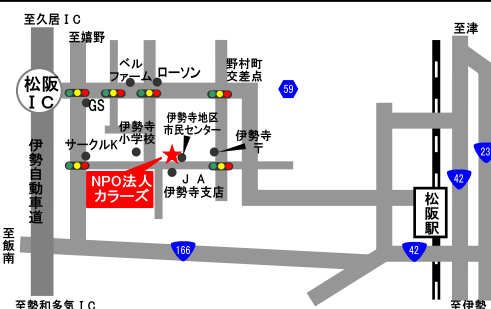 至久居ＩＣ
至津
至嬉野
ベル
ファーム
ローソン
野村町
交差点
松阪
ＩＣ
59
GS
伊勢寺
小学校
伊勢寺地区
市民センター
伊勢寺
〒
サークルK
伊勢自動車道
23
NPO法人
カラーズ
ＪＡ
伊勢寺支店
42
松阪駅
至飯南
166
42
至勢和多気ＩＣ
至伊勢